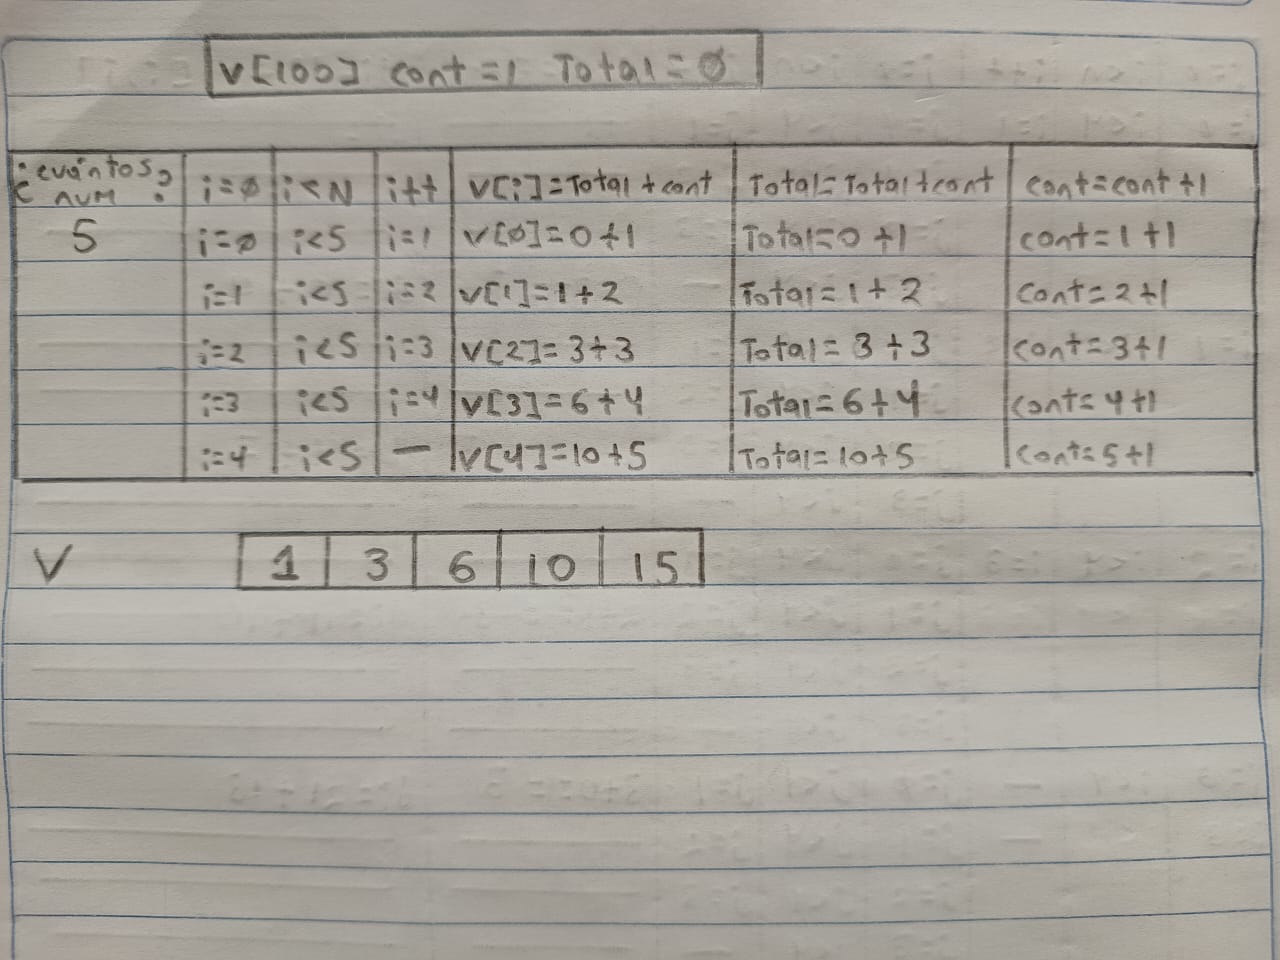 V[100] cont=1 Total=0
¿cuántos num? i=0 i<N i++ V[i]=Total+cont Total=Total+cont cont=cont+1
5 i=0 i<5 i=1 V[0]=0+1 Total=0+1 cont=1+1
i=1 i<5 i=2 V[1]=1+2 Total=1+2 cont=2+1
i=2 i<5 i=3 V[2]=3+3 Total=3+3 cont=3+1
i=3 i<5 i=4 V[3]=6+4 Total=6+4 cont=4+1
i=4 i<5 — V[4]=10+5 Total=10+5 cont=5+1
V 1 3 6 10 15